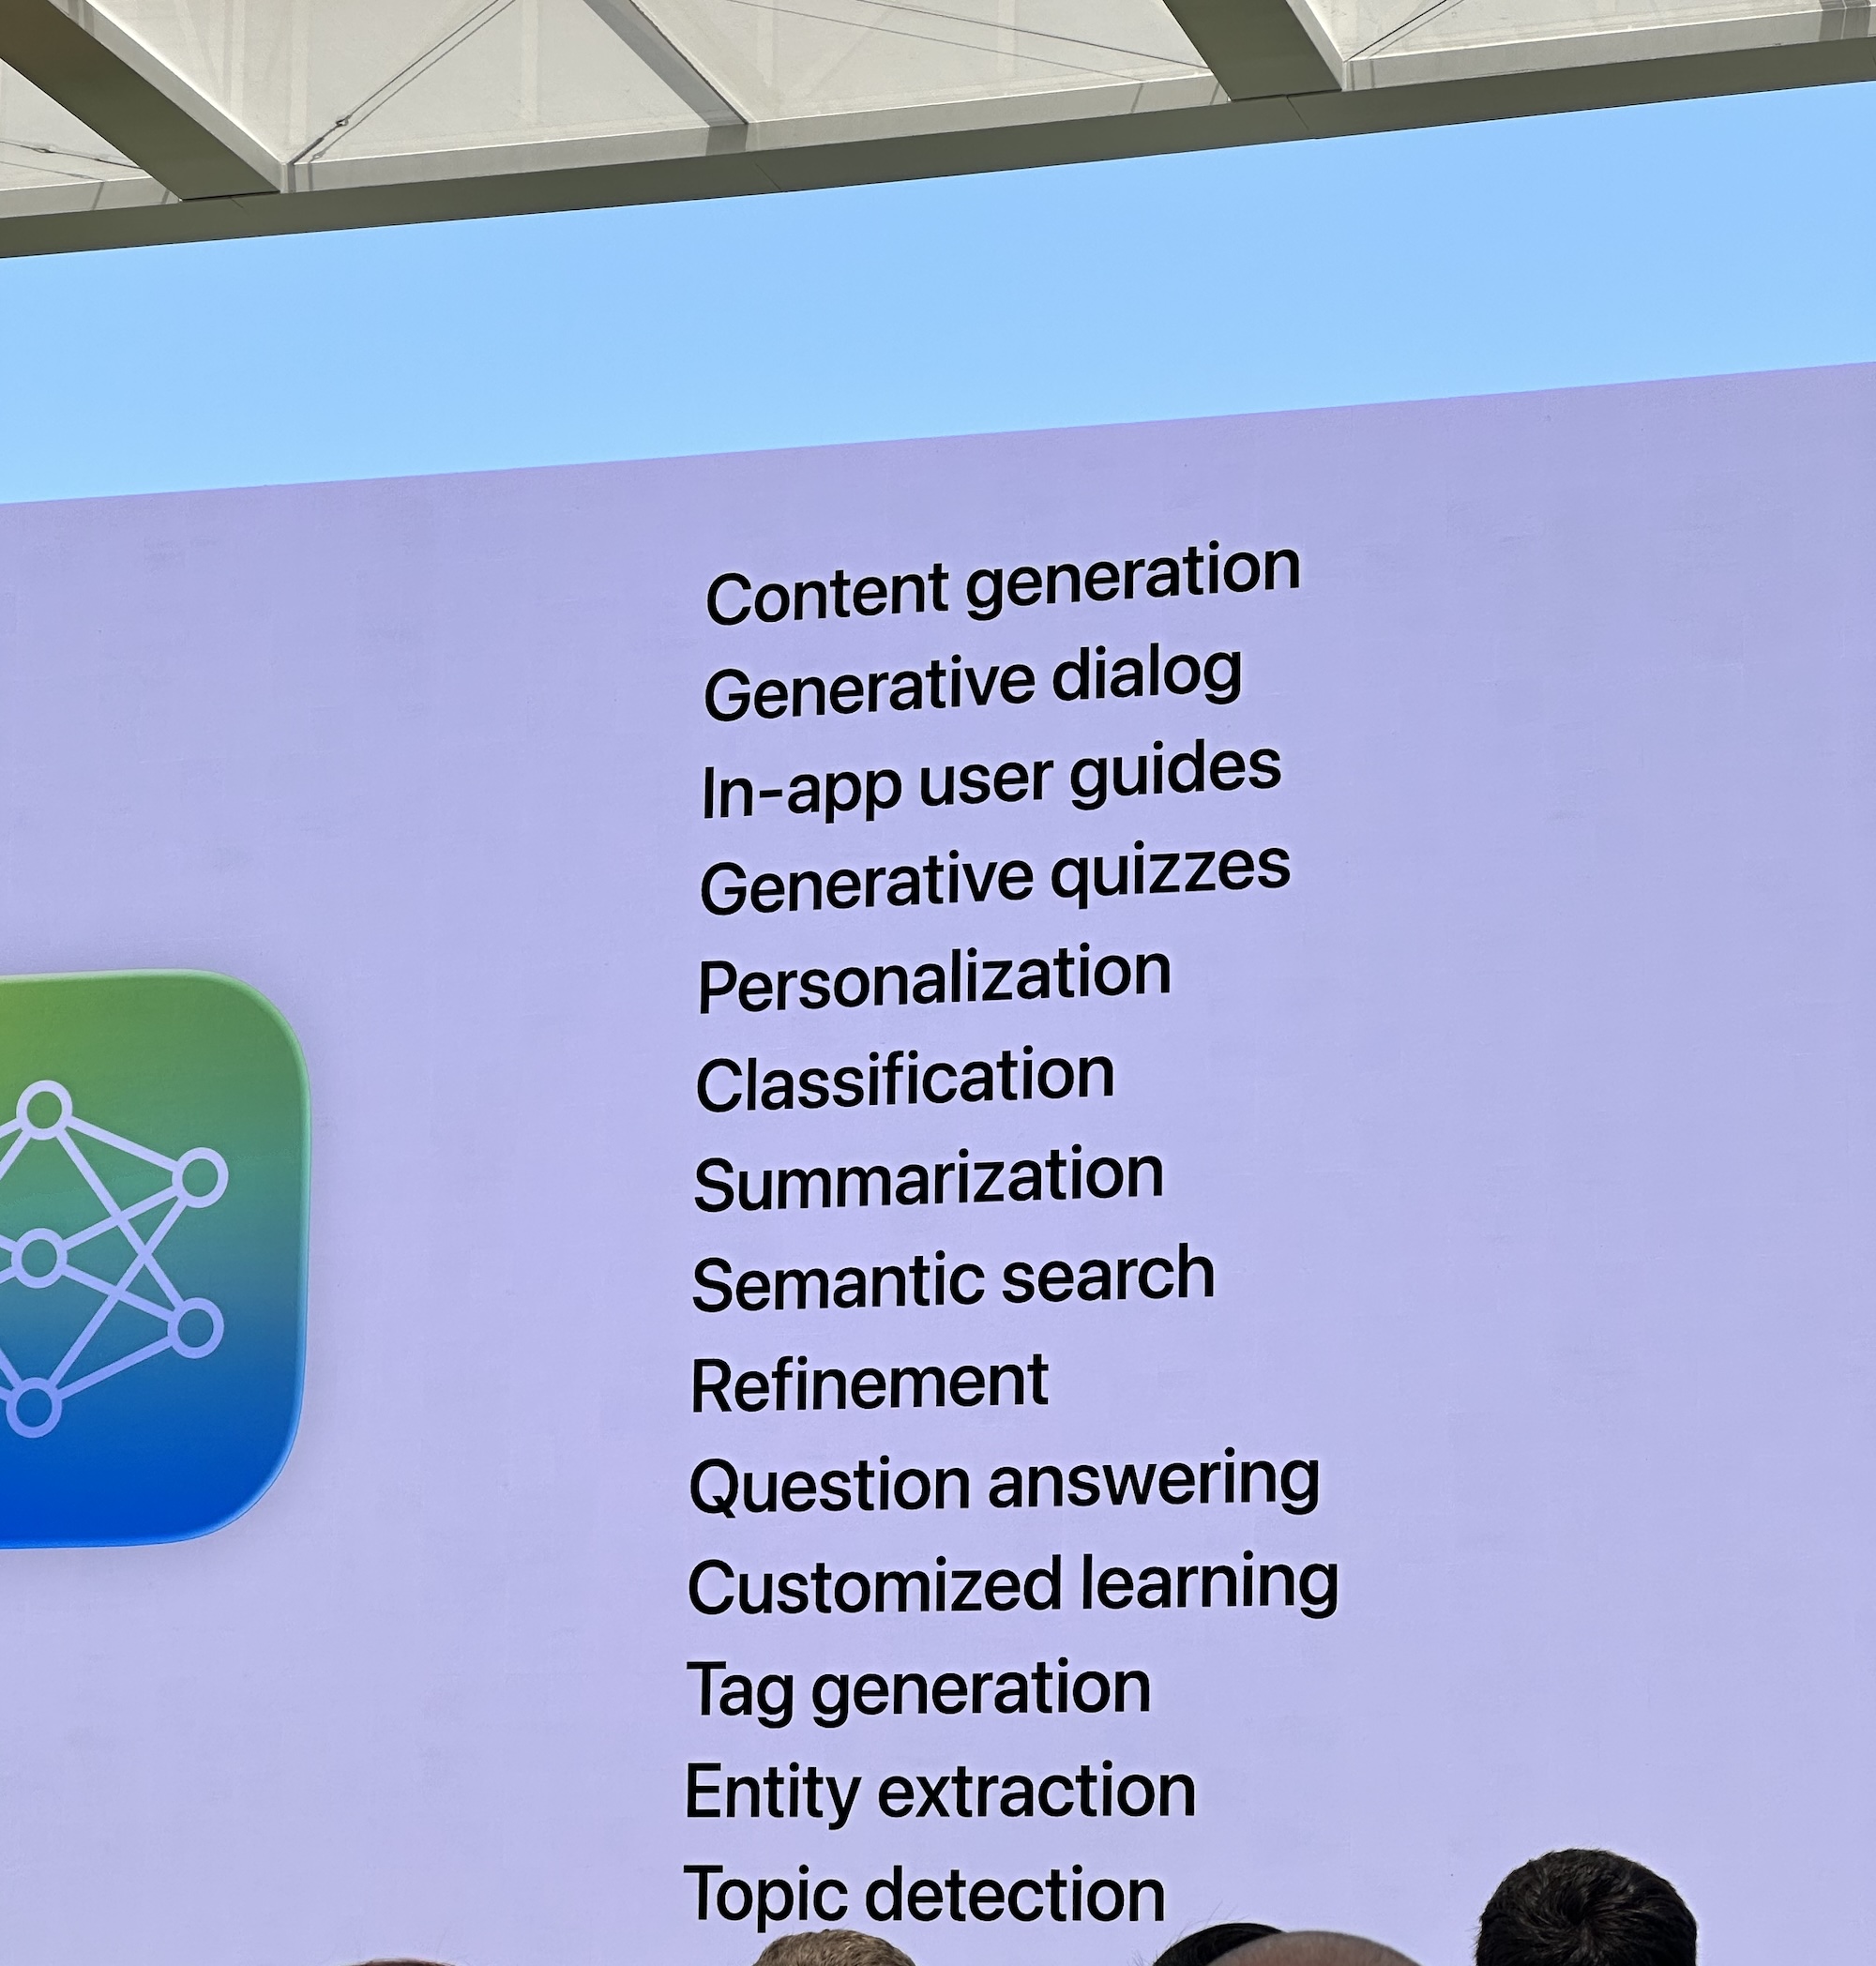 Content generation
Generative dialog
In-app user guides
Generative quizzes
Personalization
Classification
Summarization
Semantic search
Refinement
Question answering
Customized learning
Tag generation
Entity extraction
Topic detection